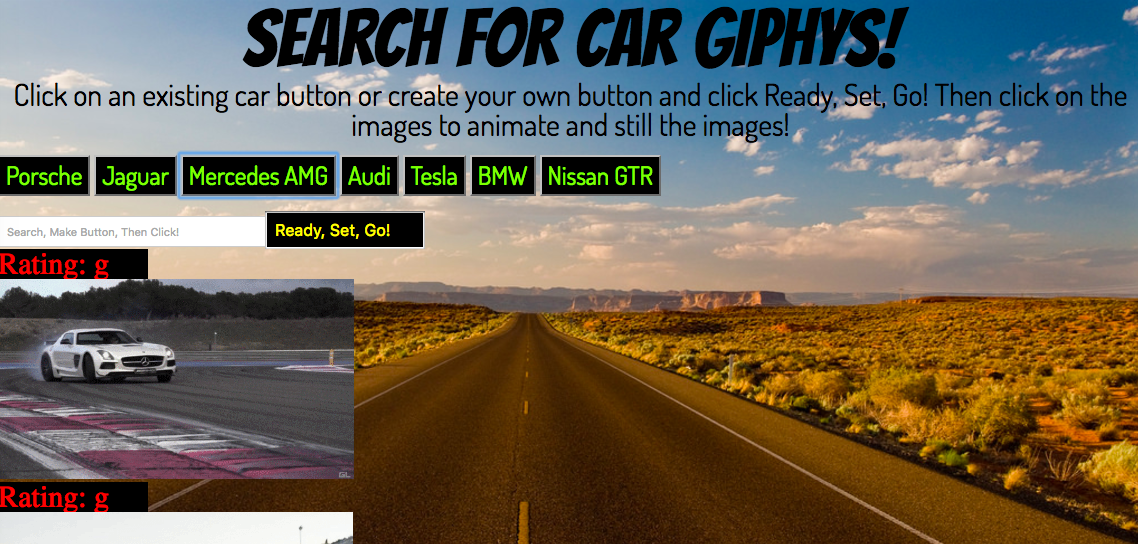 SEARCH FOR CAR GIPHYS!
Click on an existing car button or create your own button and click Ready, Set, Go! Then click on the
images to animate and still the images!
Porsche Jaguar Mercedes AMG Audi Tesla BMW Nissan GTR
Search, Make Button, Then Click! Ready, Set, Go!
Rating: g
GL
Rating: g